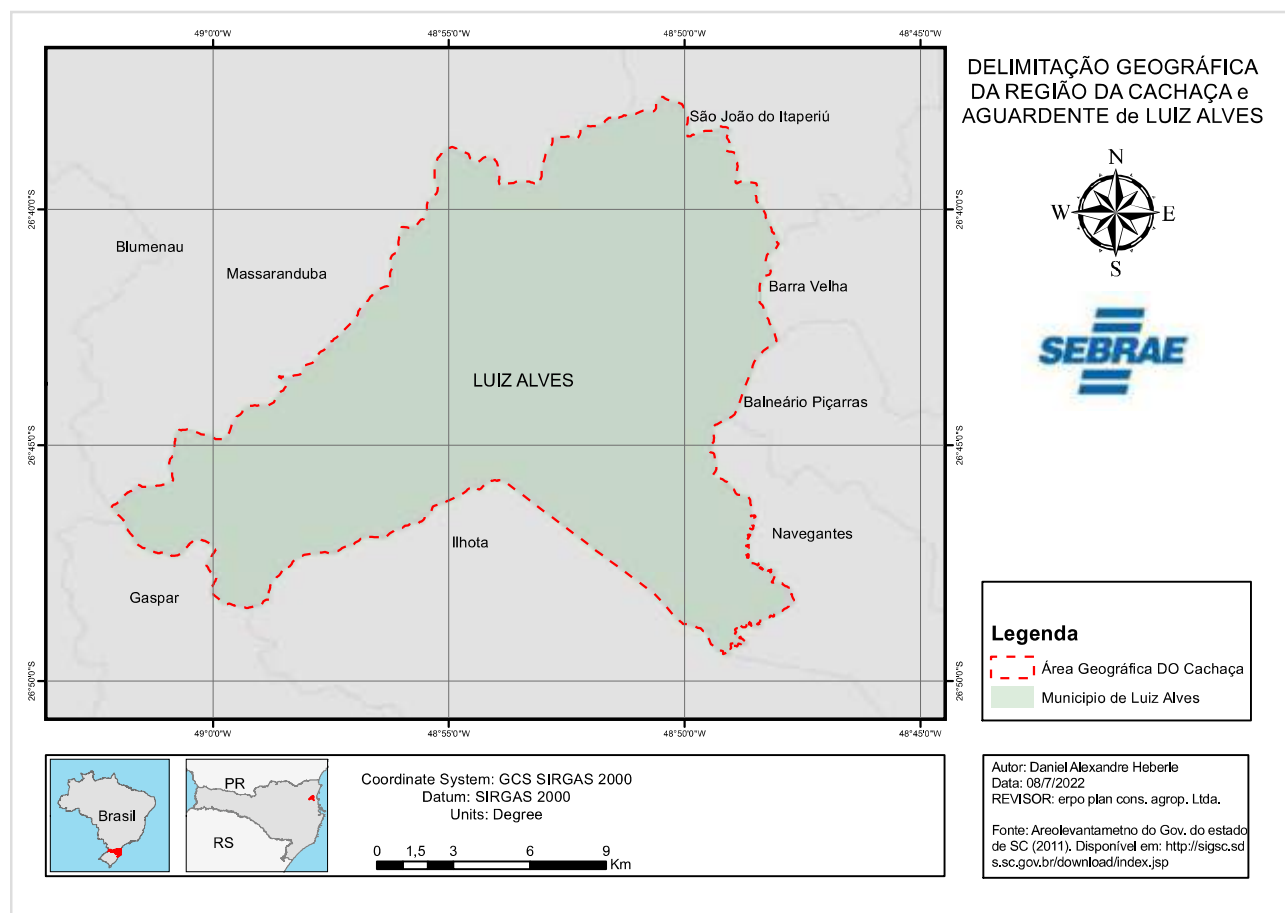 DELIMITAÇÃO GEOGRÁFICA
DA REGIÃO DA CACHAÇA e
AGUARDENTE de LUIZ ALVES
49°0'0"W
48°55'0"W
48°50'0"W
48°45'0"W
26°40'0"S
26°40'0"S
26°45'0"S
26°45'0"S
26°50'0"S
26°50'0"S
São João do Itaperiú
Blumenau
Massaranduba
Barra Velha
LUIZ ALVES
Balneário Piçarras
Navegantes
Ilhota
Gaspar
49°0'0"W
48°55'0"W
48°50'0"W
48°45'0"W
N
W
E
S
SEBRAE
Legenda
Área Geográfica DO Cachaça
Municipio de Luiz Alves
Brasil
PR
RS
Coordinate System: GCS SIRGAS 2000
Datum: SIRGAS 2000
Units: Degree
0 1,5 3 6 9
Km
Autor: Daniel Alexandre Heberle
Data: 08/7/2022
REVISOR: erpo plan cons. agrop. Ltda.
Fonte: Areolevantametno do Gov. do estado
de SC (2011). Disponível em: http://sigsc.sd
s.sc.gov.br/download/index.jsp